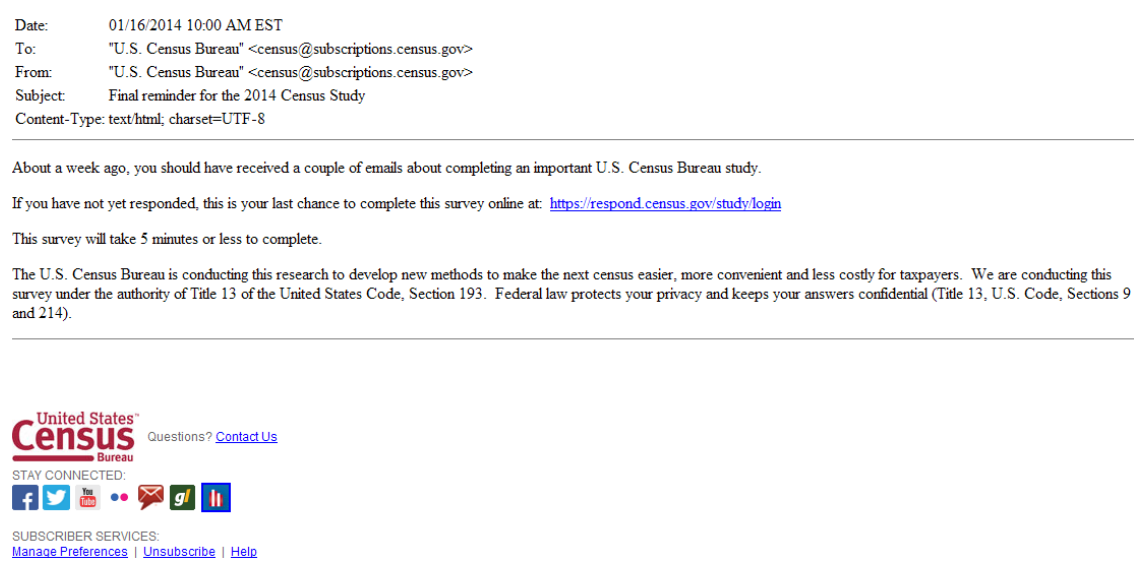 Date: 01/16/2014 10:00 AM EST
To: "U.S. Census Bureau" <census@subscriptions.census.gov>
From: "U.S. Census Bureau" <census@subscriptions.census.gov>
Subject: Final reminder for the 2014 Census Study
Content-Type: text/html; charset=UTF-8
About a week ago, you should have received a couple of emails about completing an important U.S. Census Bureau study.
If you have not yet responded, this is your last chance to complete this survey online at: https://respond.census.gov/study/login
This survey will take 5 minutes or less to complete.
The U.S. Census Bureau is conducting this research to develop new methods to make the next census easier, more convenient and less costly for taxpayers. We are conducting this
survey under the authority of Title 13 of the United States Code, Section 193. Federal law protects your privacy and keeps your answers confidential (Title 13, U.S. Code, Sections 9
and 214).
United States™
Census
Bureau
Questions? Contact Us
STAY CONNECTED:
f You Tube g/
SUBSCRIBER SERVICES:
Manage Preferences | Unsubscribe | Help